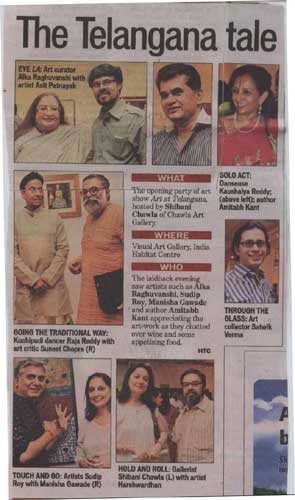 The Telangana tale
EYE LA: Art curator
Alka Raghuvanshi with
artist Asit Patnayak
SOLO ACT:
Danseuse
Kaushalya Reddy;
(above left); author
Amitabh Kant
WHAT
The opening party of art
show Art at Telangana,
hosted by Shibani
Chawla of Chawla Art
Gallery.
WHERE
Visual Art Gallery, India
Habitat Centre
WHO
The laidback evening
saw artists such as Alka
Raghuvanshi, Sudip
Roy, Manisha Gawade
and author Amitabh
Kant appreciating the
art-work as they chatted
over wine and some
appetizing food.
HTC
GOING THE TRADITIONAL WAY:
Kuchipudi dancer Raja Reddy with
art critic Suneet Chopra (R)
THROUGH THE
GLASS: Art
collector Satwik
Verma
TOUCH AND GO: Artists Sudip
Roy with Manisha Gawade (R)
HOLD AND ROLL: Gallerist
Shibani Chawla (L) with artist
Harshwardhan